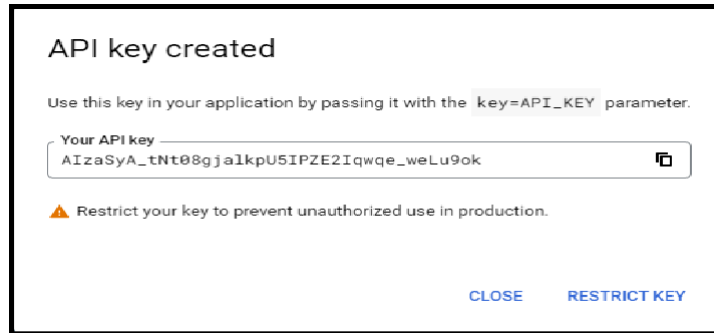 API key created
Use this key in your application by passing it with the key=API_KEY parameter.
Your API key
AIzaSyA_tNt08gjalkpU5IPZE2Iqwqe_weLu9ok
Restrict your key to prevent unauthorized use in production.
CLOSE RESTRICT KEY